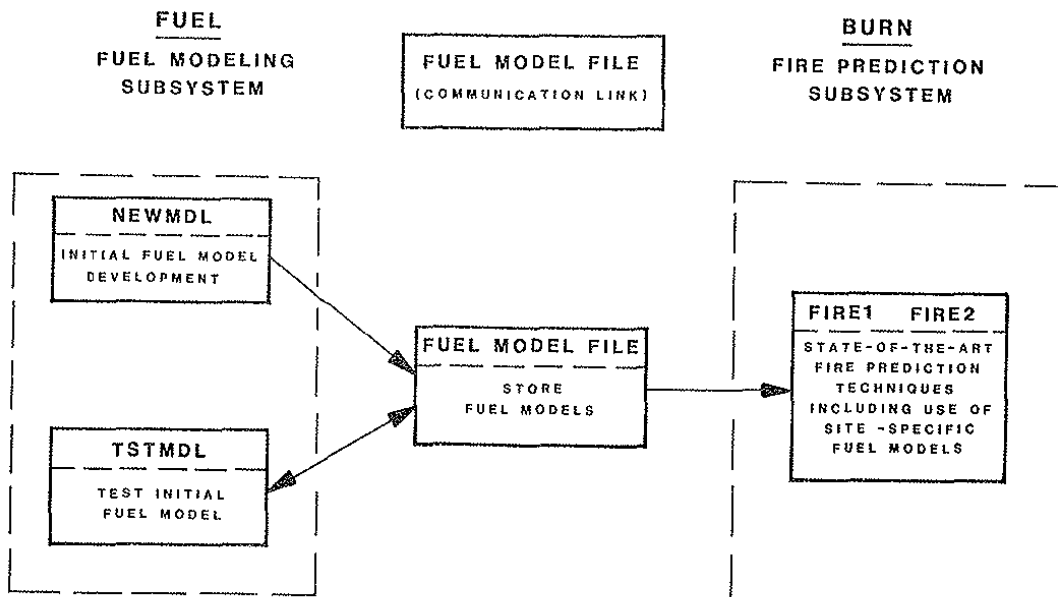 FUEL
FUEL MODELING
SUBSYSTEM
FUEL MODEL FILE
(COMMUNICATION LINK)
BURN
FIRE PREDICTION
SUBSYSTEM
NEWMDL
INITIAL FUEL MODEL
DEVELOPMENT
TSTMDL
TEST INITIAL
FUEL MODEL
FUEL MODEL FILE
STORE
FUEL MODELS
FIRE1 FIRE2
STATE-OF-THE-ART
FIRE PREDICTION
TECHNIQUES
INCLUDING USE OF
SITE-SPECIFIC
FUEL MODELS